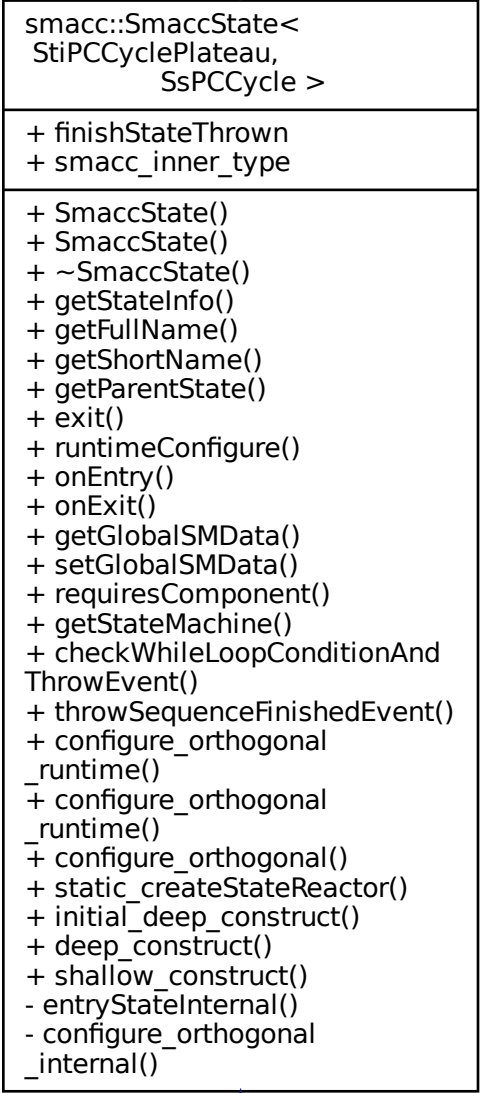 smacc::SmaccState<
StiPCCyclePlateau,
SsPCCycle >
+ finishStateThrown
+ smacc_inner_type
+ SmaccState()
+ SmaccState()
+ ~SmaccState()
+ getStateInfo()
+ getFullName()
+ getShortName()
+ getParentState()
+ exit()
+ runtimeConfigure()
+ onEntry()
+ onExit()
+ getGlobalSMData()
+ setGlobalSMData()
+ requiresComponent()
+ getStateMachine()
+ checkWhileLoopConditionAnd
ThrowEvent()
+ throwSequenceFinishedEvent()
+ configure_orthogonal
_runtime()
+ configure_orthogonal
_runtime()
+ configure_orthogonal()
+ static_createStateReactor()
+ initial_deep_construct()
+ deep_construct()
+ shallow_construct()
- entryStateInternal()
- configure_orthogonal
_internal()